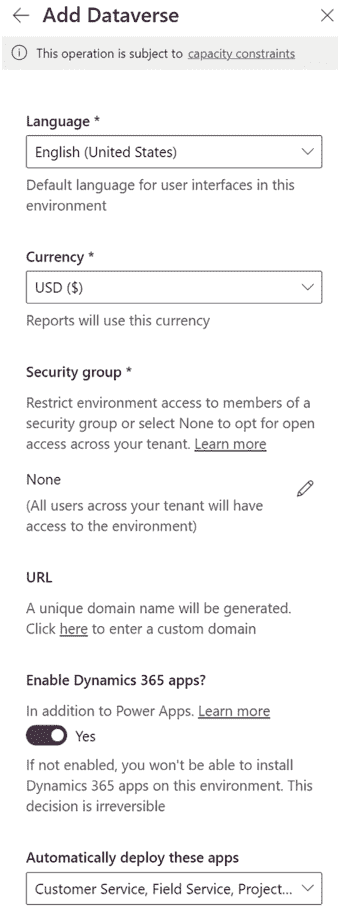 Add Dataverse
This operation is subject to capacity constraints
Language *
English (United States)
Default language for user interfaces in this
environment
Currency *
USD ($)
Reports will use this currency
Security group *
Restrict environment access to members of a
security group or select None to opt for open
access across your tenant. Learn more
None
(All users across your tenant will have
access to the environment)
URL
A unique domain name will be generated.
Click here to enter a custom domain
Enable Dynamics 365 apps?
In addition to Power Apps. Learn more
Yes
If not enabled, you won't be able to install
Dynamics 365 apps on this environment. This
decision is irreversible
Automatically deploy these apps
Customer Service, Field Service, Project...